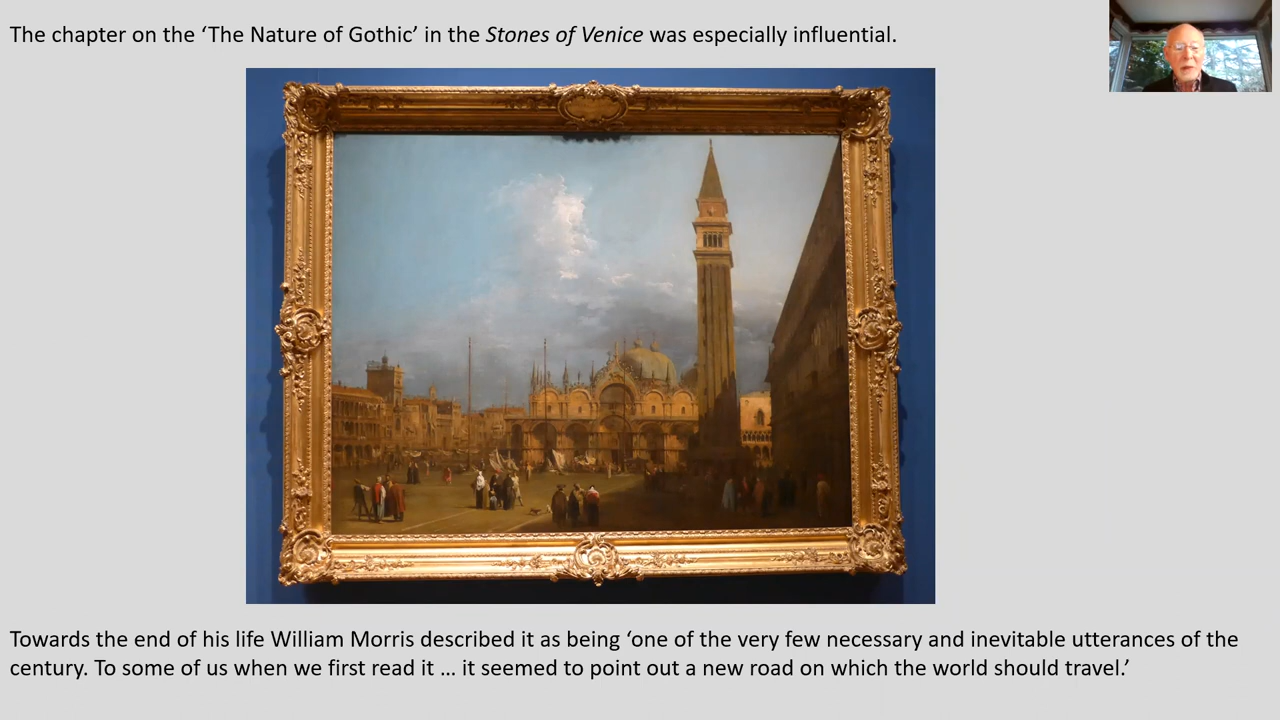 The chapter on the ‘The Nature of Gothic’ in the Stones of Venice was especially influential.
Towards the end of his life William Morris described it as being ‘one of the very few necessary and inevitable utterances of the
century. To some of us when we first read it … it seemed to point out a new road on which the world should travel.’